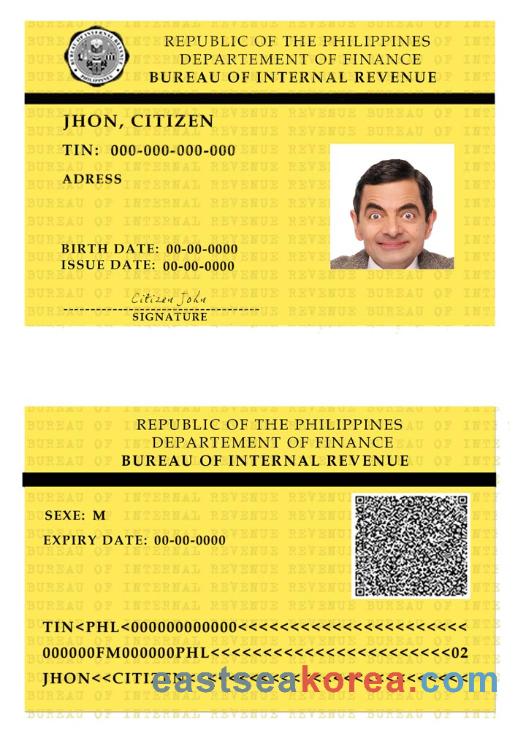 REPUBLIC OF THE PHILIPPINES
DEPARTEMENT OF FINANCE
BUREAU OF INTERNAL REVENUE
JHON, CITIZEN
TIN: 000-000-000-000
ADRESS
BIRTH DATE: 00-00-0000
ISSUE DATE: 00-00-0000
Citizen John
SIGNATURE
REPUBLIC OF THE PHILIPPINES
DEPARTEMENT OF FINANCE
BUREAU OF INTERNAL REVENUE
SEXE: M
EXPIRY DATE: 00-00-0000
TIN<PHL<000000000000<<<<<<<<<<<<<<<<<<<<<<
000000FM000000PHL<<<<<<<<<<<<<<<<<<<<<<<02
JHON<<CITIZEN<<<<<<<<<<<<<<<<<<<<<<<<<<
eastseakorea.com